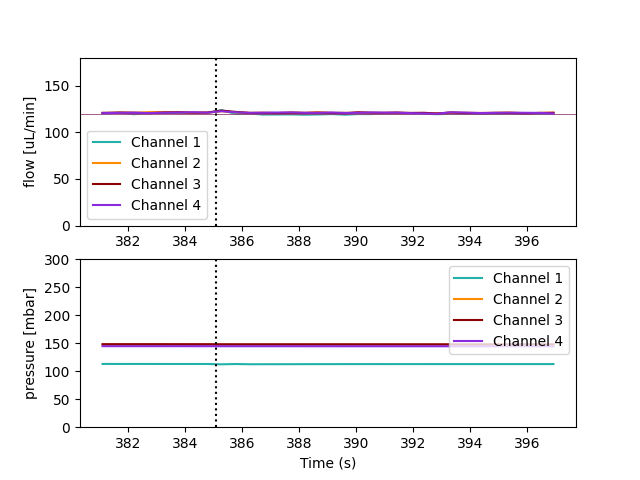 flow [uL/min]
150
100
50
0
Channel 1
Channel 2
Channel 3
Channel 4
382 384 386 388 390 392 394 396
pressure [mbar]
300
250
200
150
100
50
0
Channel 1
Channel 2
Channel 3
Channel 4
382 384 386 388 390 392 394 396
Time (s)